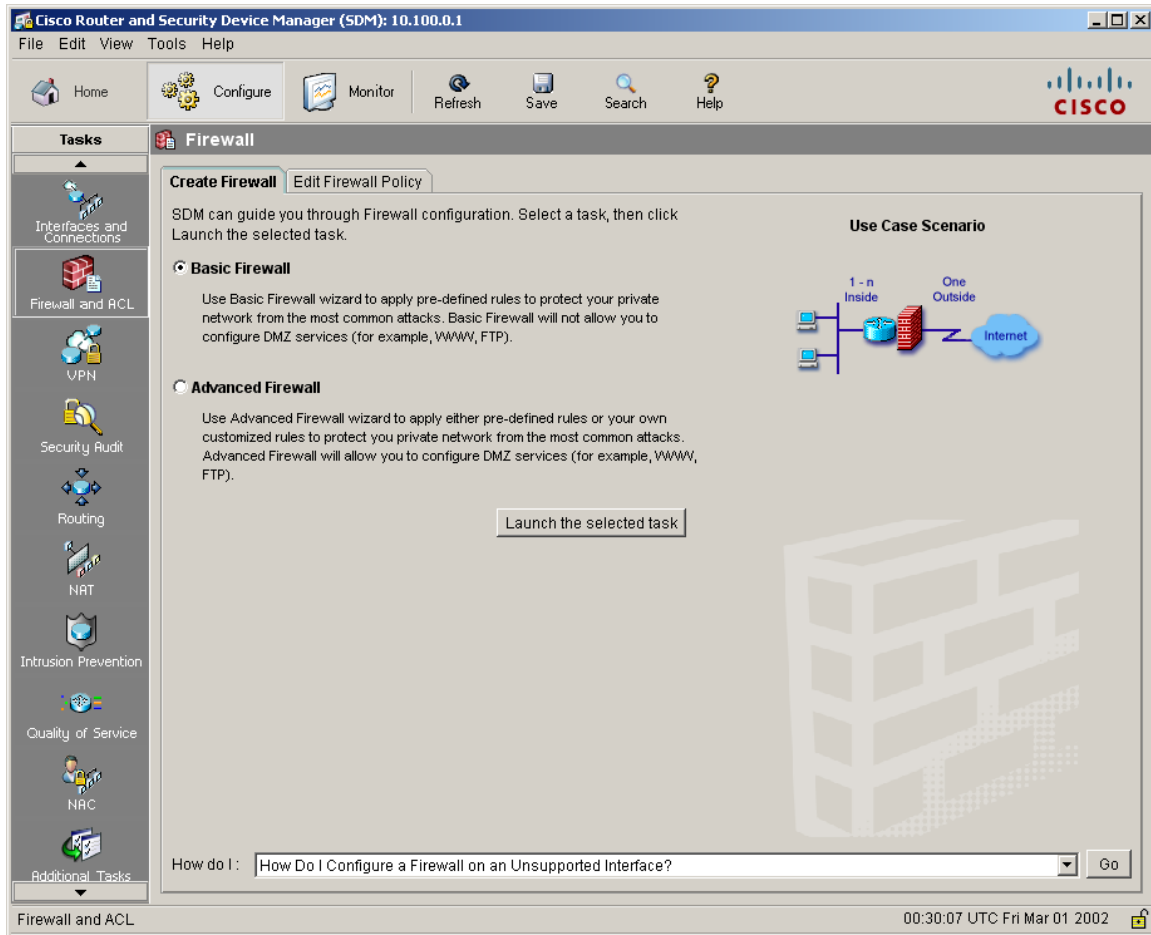 Cisco Router and Security Device Manager (SDM): 10.100.0.1
File Edit View Tools Help
Home
Configure
Monitor
Refresh
Save
Search
Help
CISCO
Tasks
Interfaces and
Connections
Firewall and ACL
VPN
Security Audit
Routing
NAT
Intrusion Prevention
Quality of Service
NAC
Additional Tasks
Firewall
Create Firewall
Edit Firewall Policy
SDM can guide you through Firewall configuration. Select a task, then click
Launch the selected task.
Basic Firewall
Use Basic Firewall wizard to apply pre-defined rules to protect your private
network from the most common attacks. Basic Firewall will not allow you to
configure DMZ services (for example, WWW, FTP).
Advanced Firewall
Use Advanced Firewall wizard to apply either pre-defined rules or your own
customized rules to protect you private network from the most common attacks.
Advanced Firewall will allow you to configure DMZ services (for example, WWW,
FTP).
Launch the selected task
Use Case Scenario
1 - n
Inside
One
Outside
Internet
How do I :
How Do I Configure a Firewall on an Unsupported Interface?
Go
Firewall and ACL
00:30:07 UTC Fri Mar 01 2002